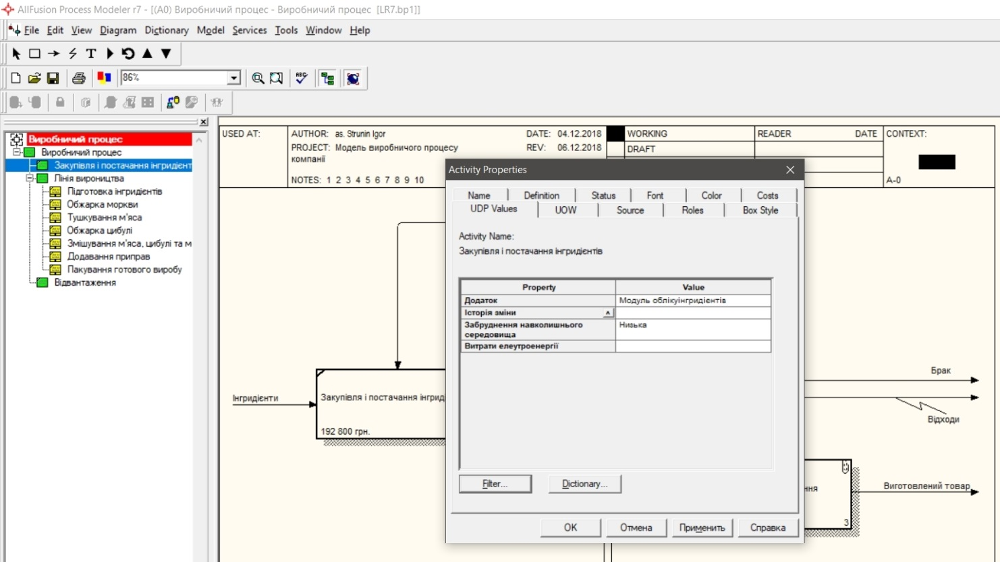 AllFusion Process Modeler r7 - [(A0) Виробничий процес - Виробничий процес [LR7.bp1]]
File Edit View Diagram Dictionary Model Services Tools Window Help
T
86%
ABC
Виробничий процес
Виробничий процес
Закупівля і постачання інгридієнт
Лінія вироництва
Підготовка інгридієнтів
Обжарка моркви
Тушкування м'яса
Обжарка цибулі
Змішування м'яса, цибулі та м
Додавання приправ
Пакування готового виробу
Відвантаження
USED AT:
AUTHOR: as. Strunin Igor
DATE: 04.12.2018
PROJECT: Модель виробничого процесу
компанії
REV: 06.12.2018
NOTES: 1 2 3 4 5 6 7 8 9 10
WORKING
DRAFT
READER DATE
CONTEXT:
A-0
Інгридієнти
Закупівля і постачання інгрид
192 800 грн.
Брак
Відходи
ння
3
Виготовлений товар
Activity Properties
Name Definition Status Font Color Costs
UDP Values UOW Source Roles Box Style
Activity Name:
Закупівля і постачання інгридієнтів
Property Value
Додаток Модуль облікуінгридієнтів
Історія зміни
Забруднення навколишнього Низька
середовища
Витрати елеутроенергії
Filter... Dictionary...
OK Отмена Применить Справка